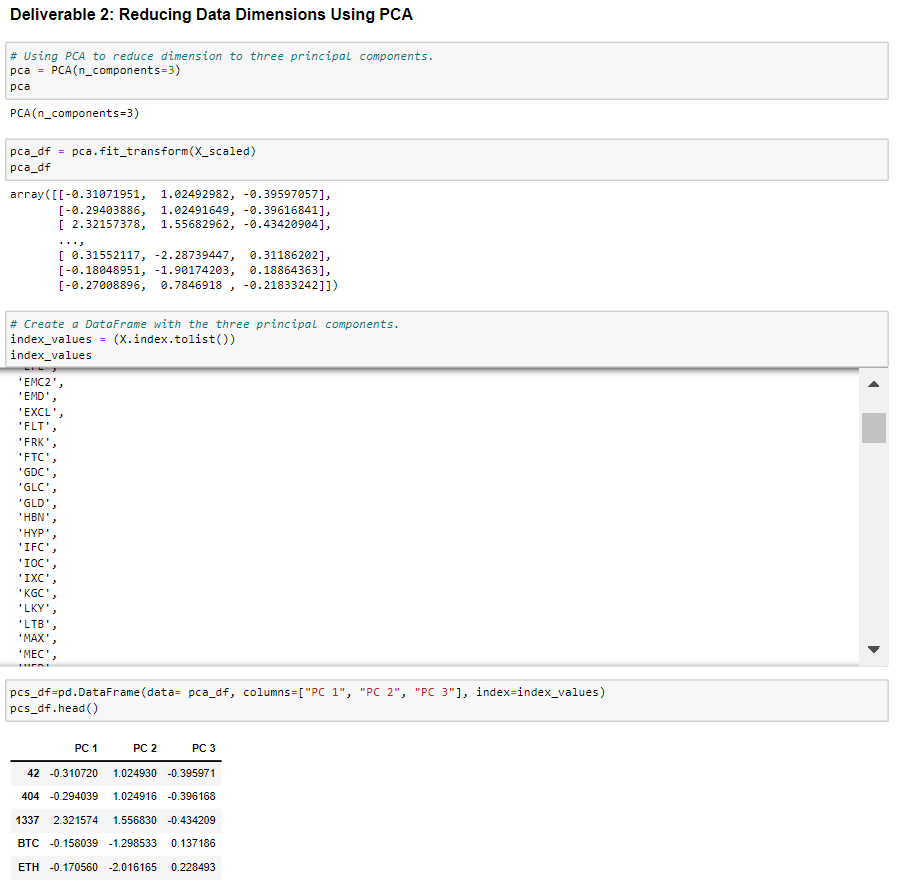 Deliverable 2: Reducing Data Dimensions Using PCA
# Using PCA to reduce dimension to three principal components.
pca = PCA(n_components=3)
pca
PCA(n_components=3)
pca_df = pca.fit_transform(X_scaled)
pca_df
array([[-0.31071951,  1.02492982, -0.39597057],
       [-0.29403886,  1.02491649, -0.39616841],
       [ 2.32157378,  1.55682962, -0.43420904],
       ...,
       [ 0.31552117, -2.28739447,  0.31186202],
       [-0.18048951, -1.90174203,  0.18864363],
       [-0.27008896,  0.7846918 , -0.21833242]])
# Create a DataFrame with the three principal components.
index_values = (X.index.tolist())
index_values
'EMC2',
'EMD',
'EXCL',
'FLT',
'FRK',
'FTC',
'GDC',
'GLC',
'GLD',
'HBN',
'HYP',
'IFC',
'IOC',
'IXC',
'KGC',
'LKY',
'LTB',
'MAX',
'MEC',
pcs_df=pd.DataFrame(data= pca_df, columns=["PC 1", "PC 2", "PC 3"], index=index_values)
pcs_df.head()
PC 1 PC 2 PC 3
42 -0.310720 1.024930 -0.395971
404 -0.294039 1.024916 -0.396168
1337 2.321574 1.556830 -0.434209
BTC -0.158039 -1.298533 0.137186
ETH -0.170560 -2.016165 0.228493